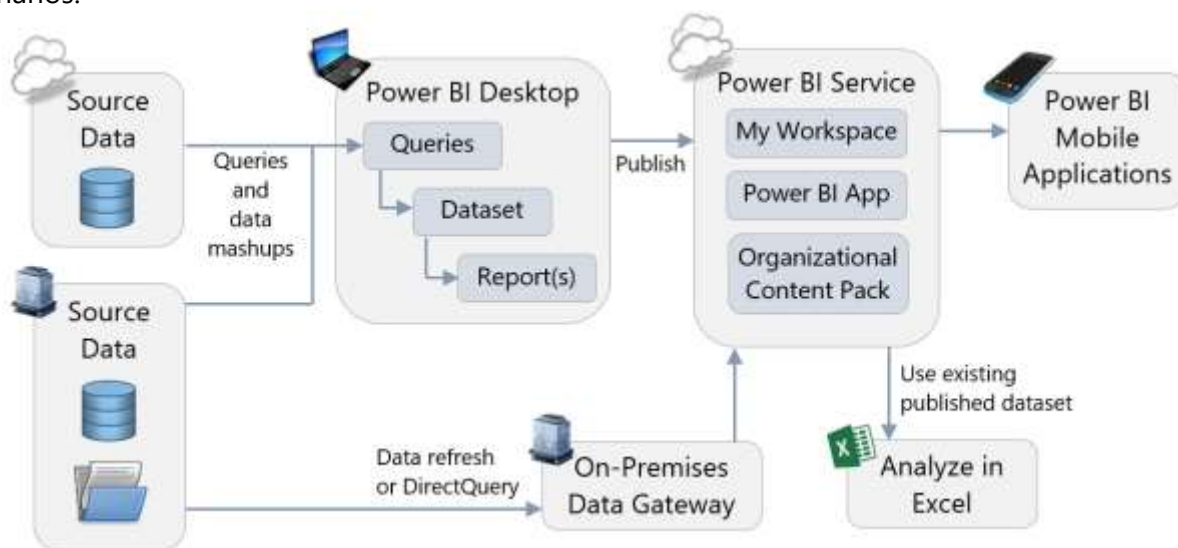 Source
Data
Queries
and
data
mashups
Source
Data
Power BI Desktop
Queries
Dataset
Report(s)
Publish
Power BI Service
My Workspace
Power BI App
Organizational
Content Pack
Power BI
Mobile
Applications
Use existing
published dataset
Data refresh
or DirectQuery
On-Premises
Data Gateway
Analyze in
Excel